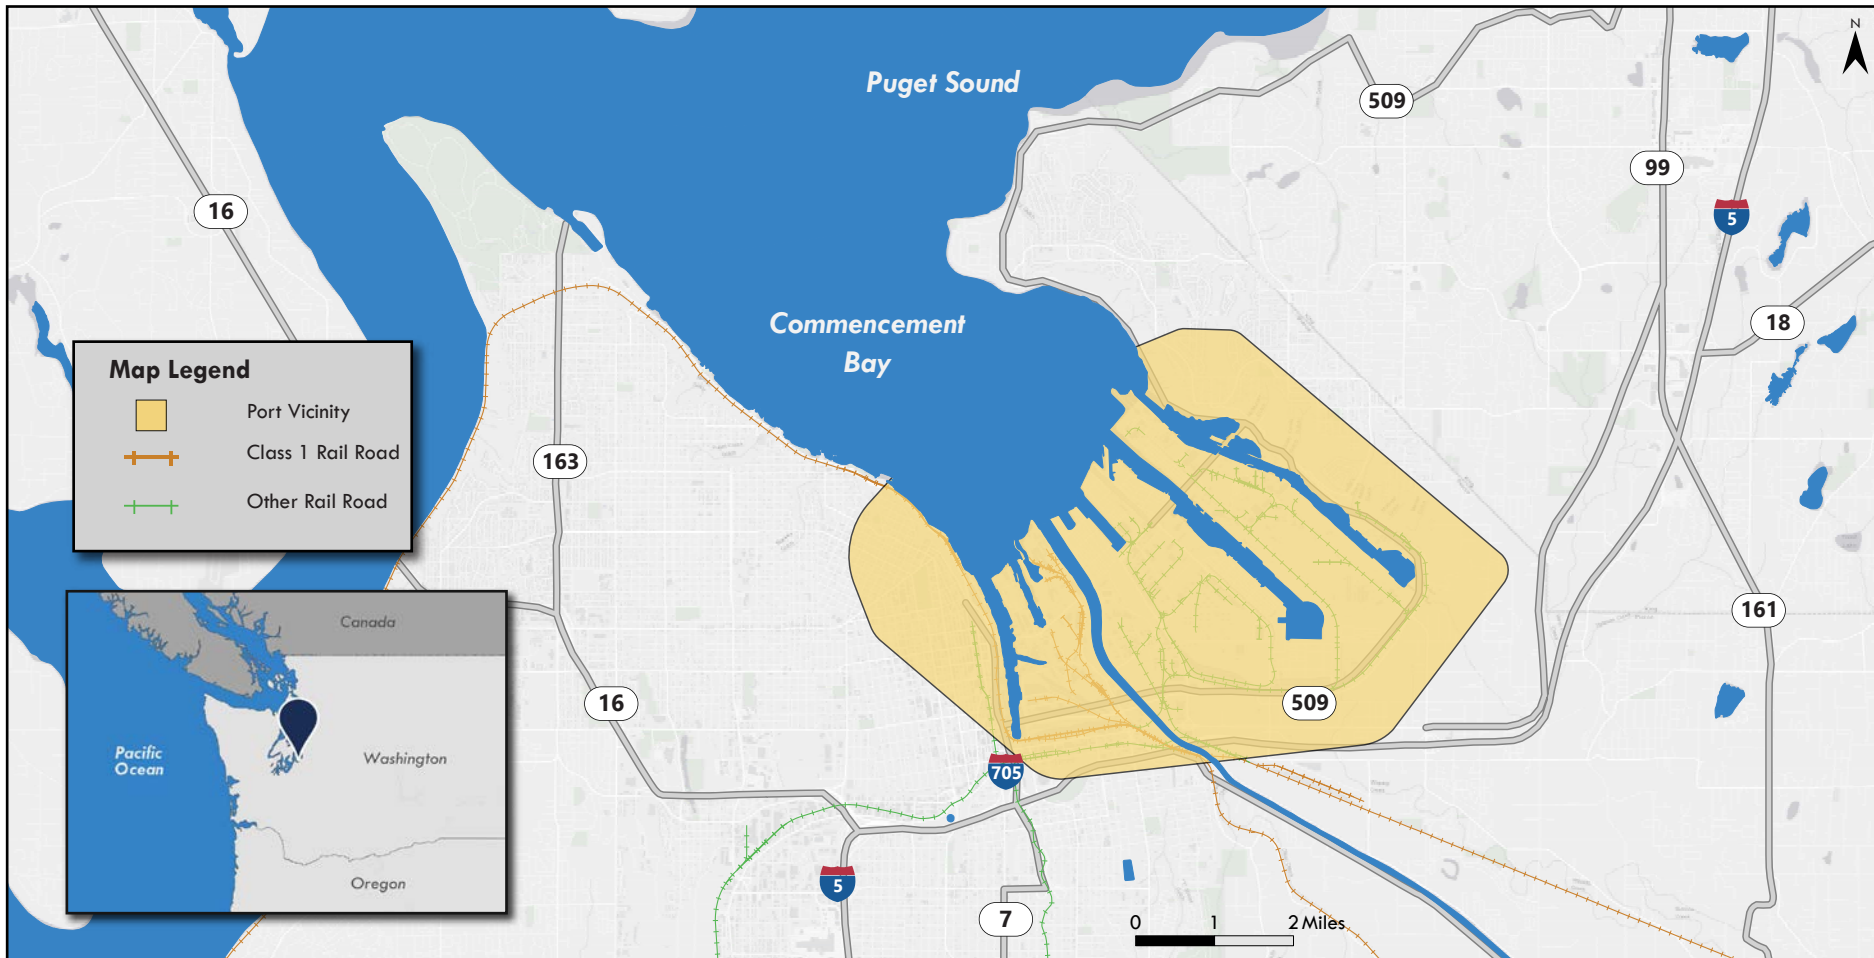 N
Puget Sound
509
99
16
5
18
Commencement
Bay
Map Legend
Port Vicinity
Class 1 Rail Road
Other Rail Road
163
161
Canada
16
509
Pacific
Ocean
Washington
705
Oregon
5
7
0 1 2 Miles